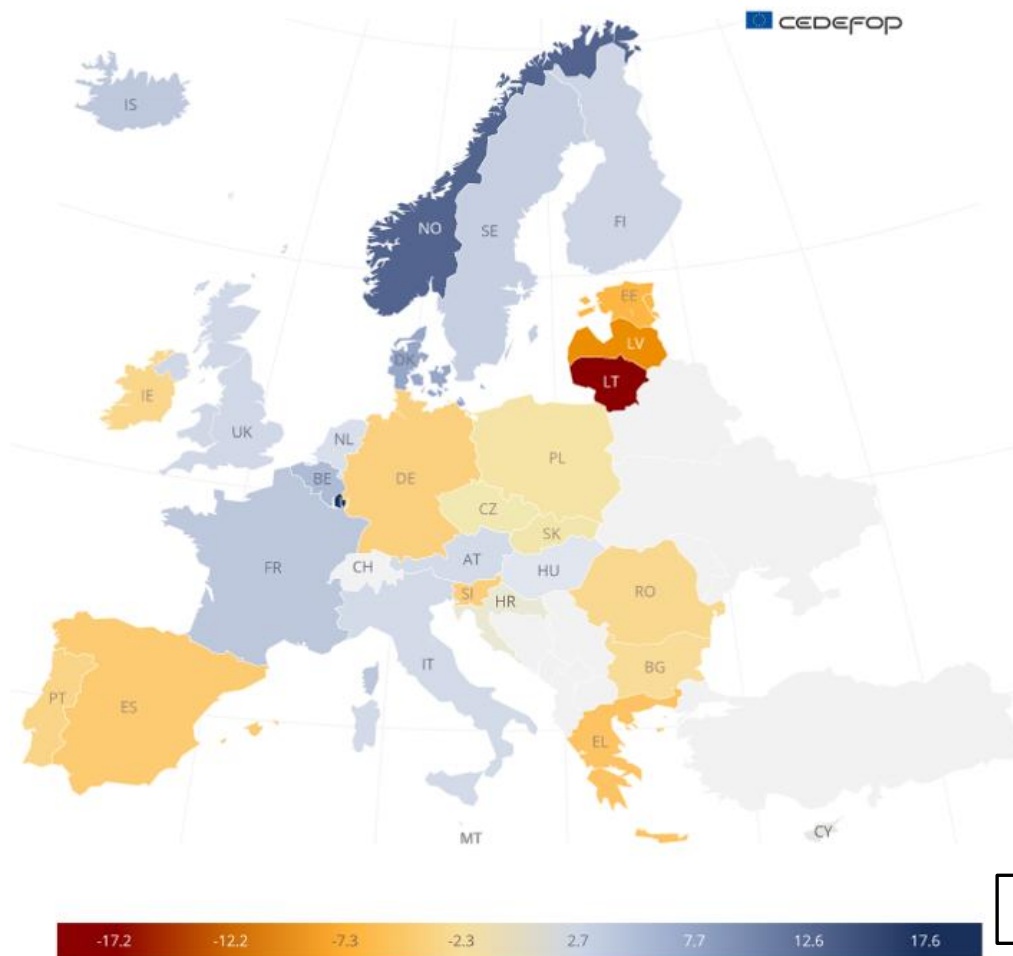 CEDEFOP
IS
NO
SE
FI
EE
LV
LT
DK
IE
UK
NL
BE
DE
PL
CZ
SK
FR
CH
AT
HU
SI
HR
RO
IT
BG
PT
ES
EL
MT
CY
-17.2 -12.2 -7.3 -2.3 2.7 7.7 12.6 17.6